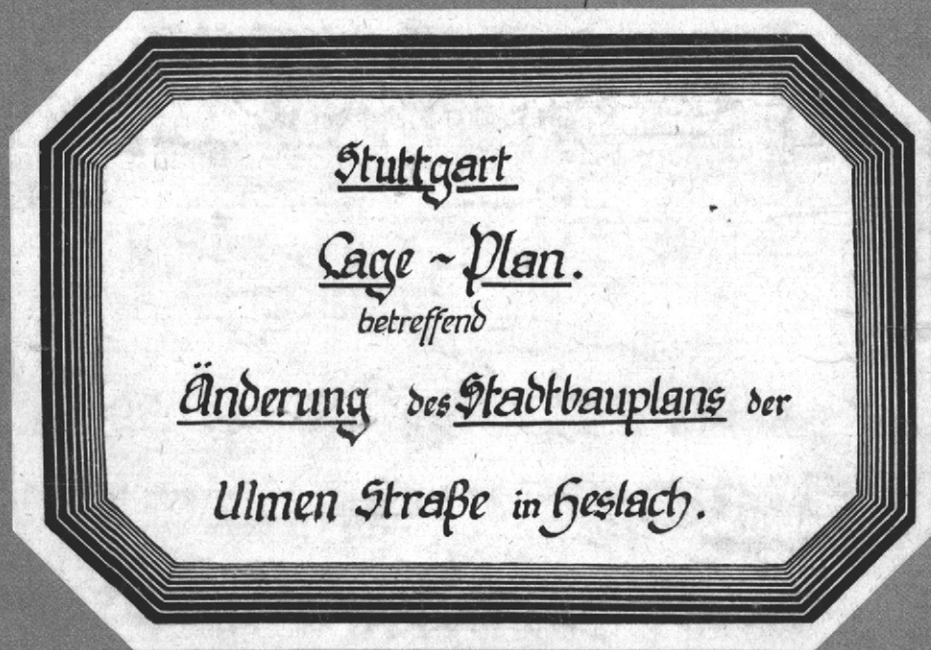 Stuttgart
Lage ~ Plan.
betreffend
Änderung des Stadtbauplans der
Ulmen Straße in Heslach.